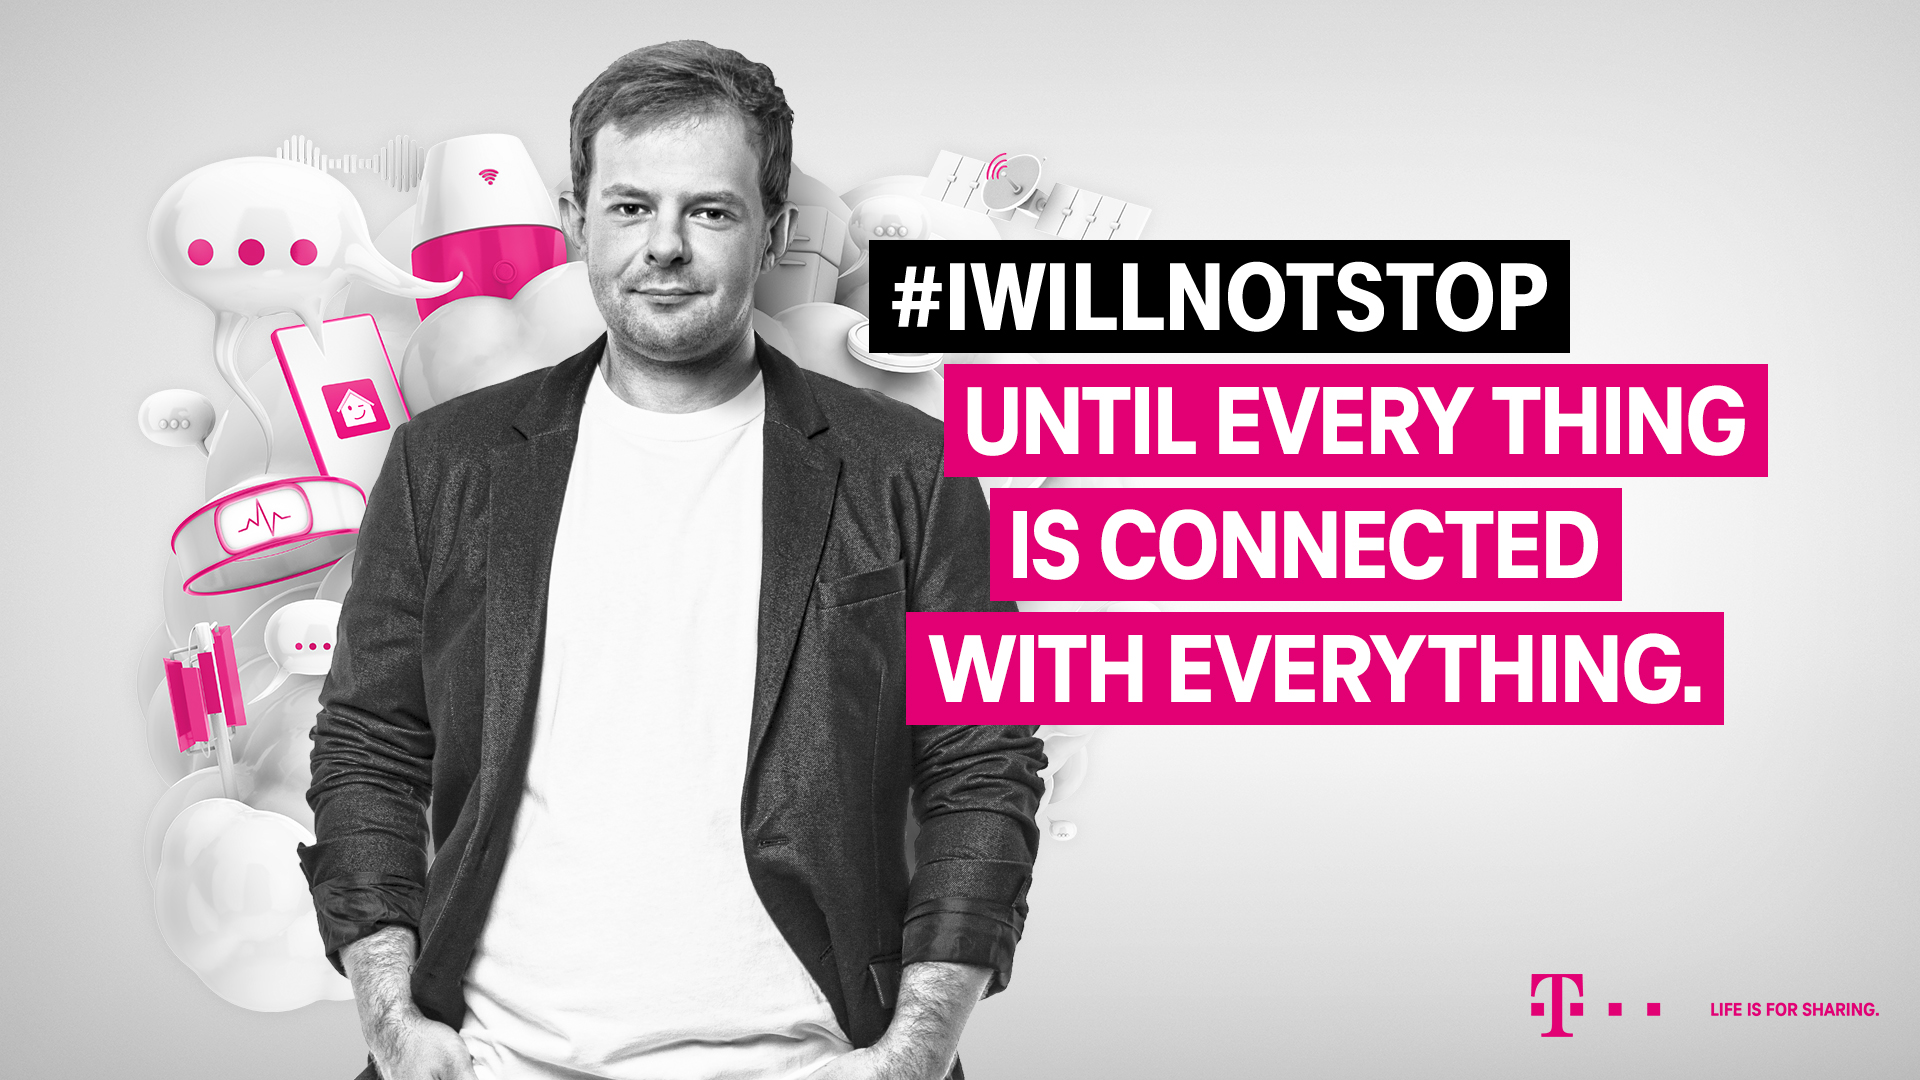 #IWILLNOTSTOP
UNTIL EVERY THING
IS CONNECTED
WITH EVERYTHING.
T
LIFE IS FOR SHARING.